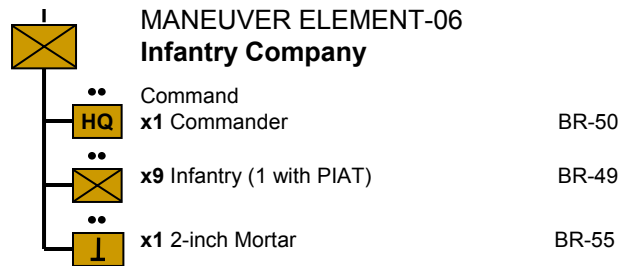 MANEUVER ELEMENT-06
Infantry Company
Command
HQ x1 Commander BR-50
x9 Infantry (1 with PIAT) BR-49
x1 2-inch Mortar BR-55